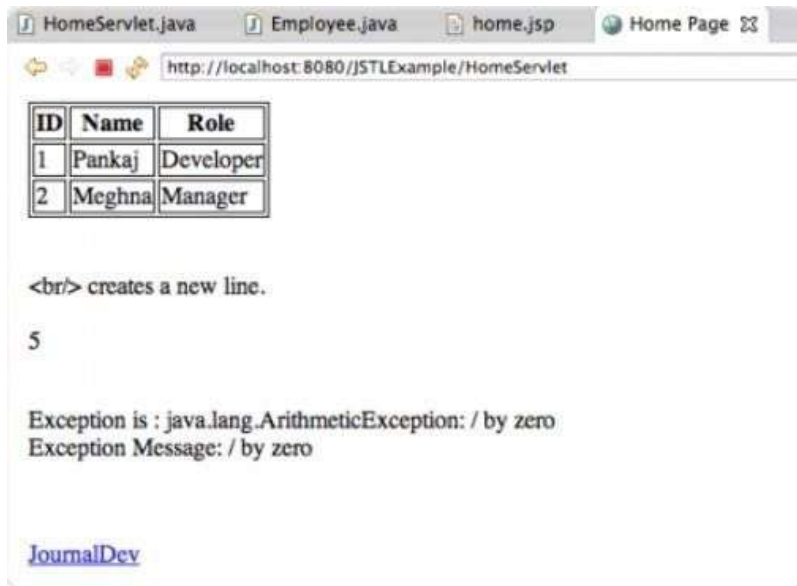 HomeServlet.java Employee.java home.jsp Home Page
http://localhost:8080/JSTLExample/HomeServlet
ID Name Role
1 Pankaj Developer
2 Meghna Manager
<br/> creates a new line.
5
Exception is : java.lang.ArithmeticException: / by zero
Exception Message: / by zero
JournalDev